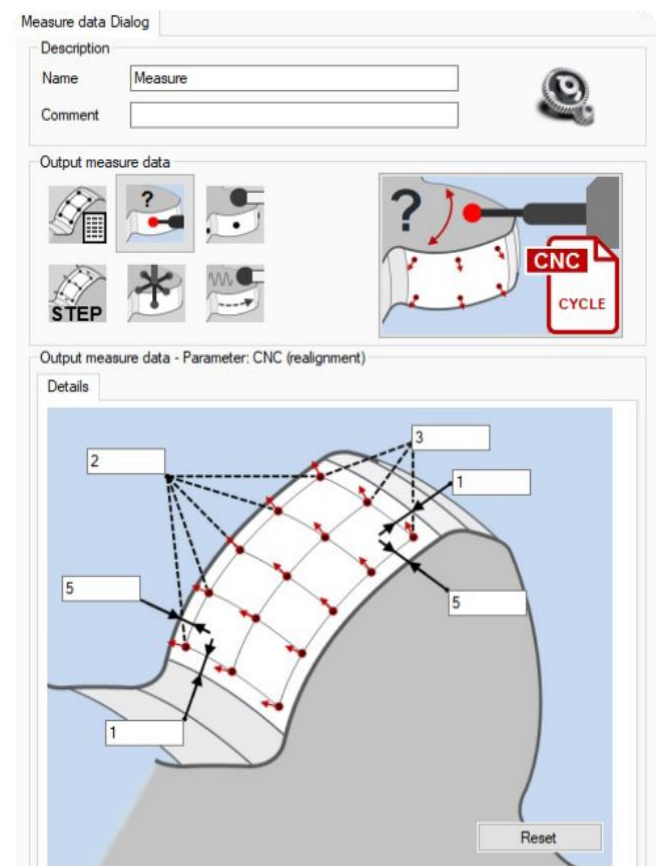 Measure data Dialog
Description
Name Measure
Comment
Output measure data
?
?
CNC
CYCLE
STEP
Output measure data - Parameter: CNC (realignment)
Details
3
2
1
5
5
1
Reset